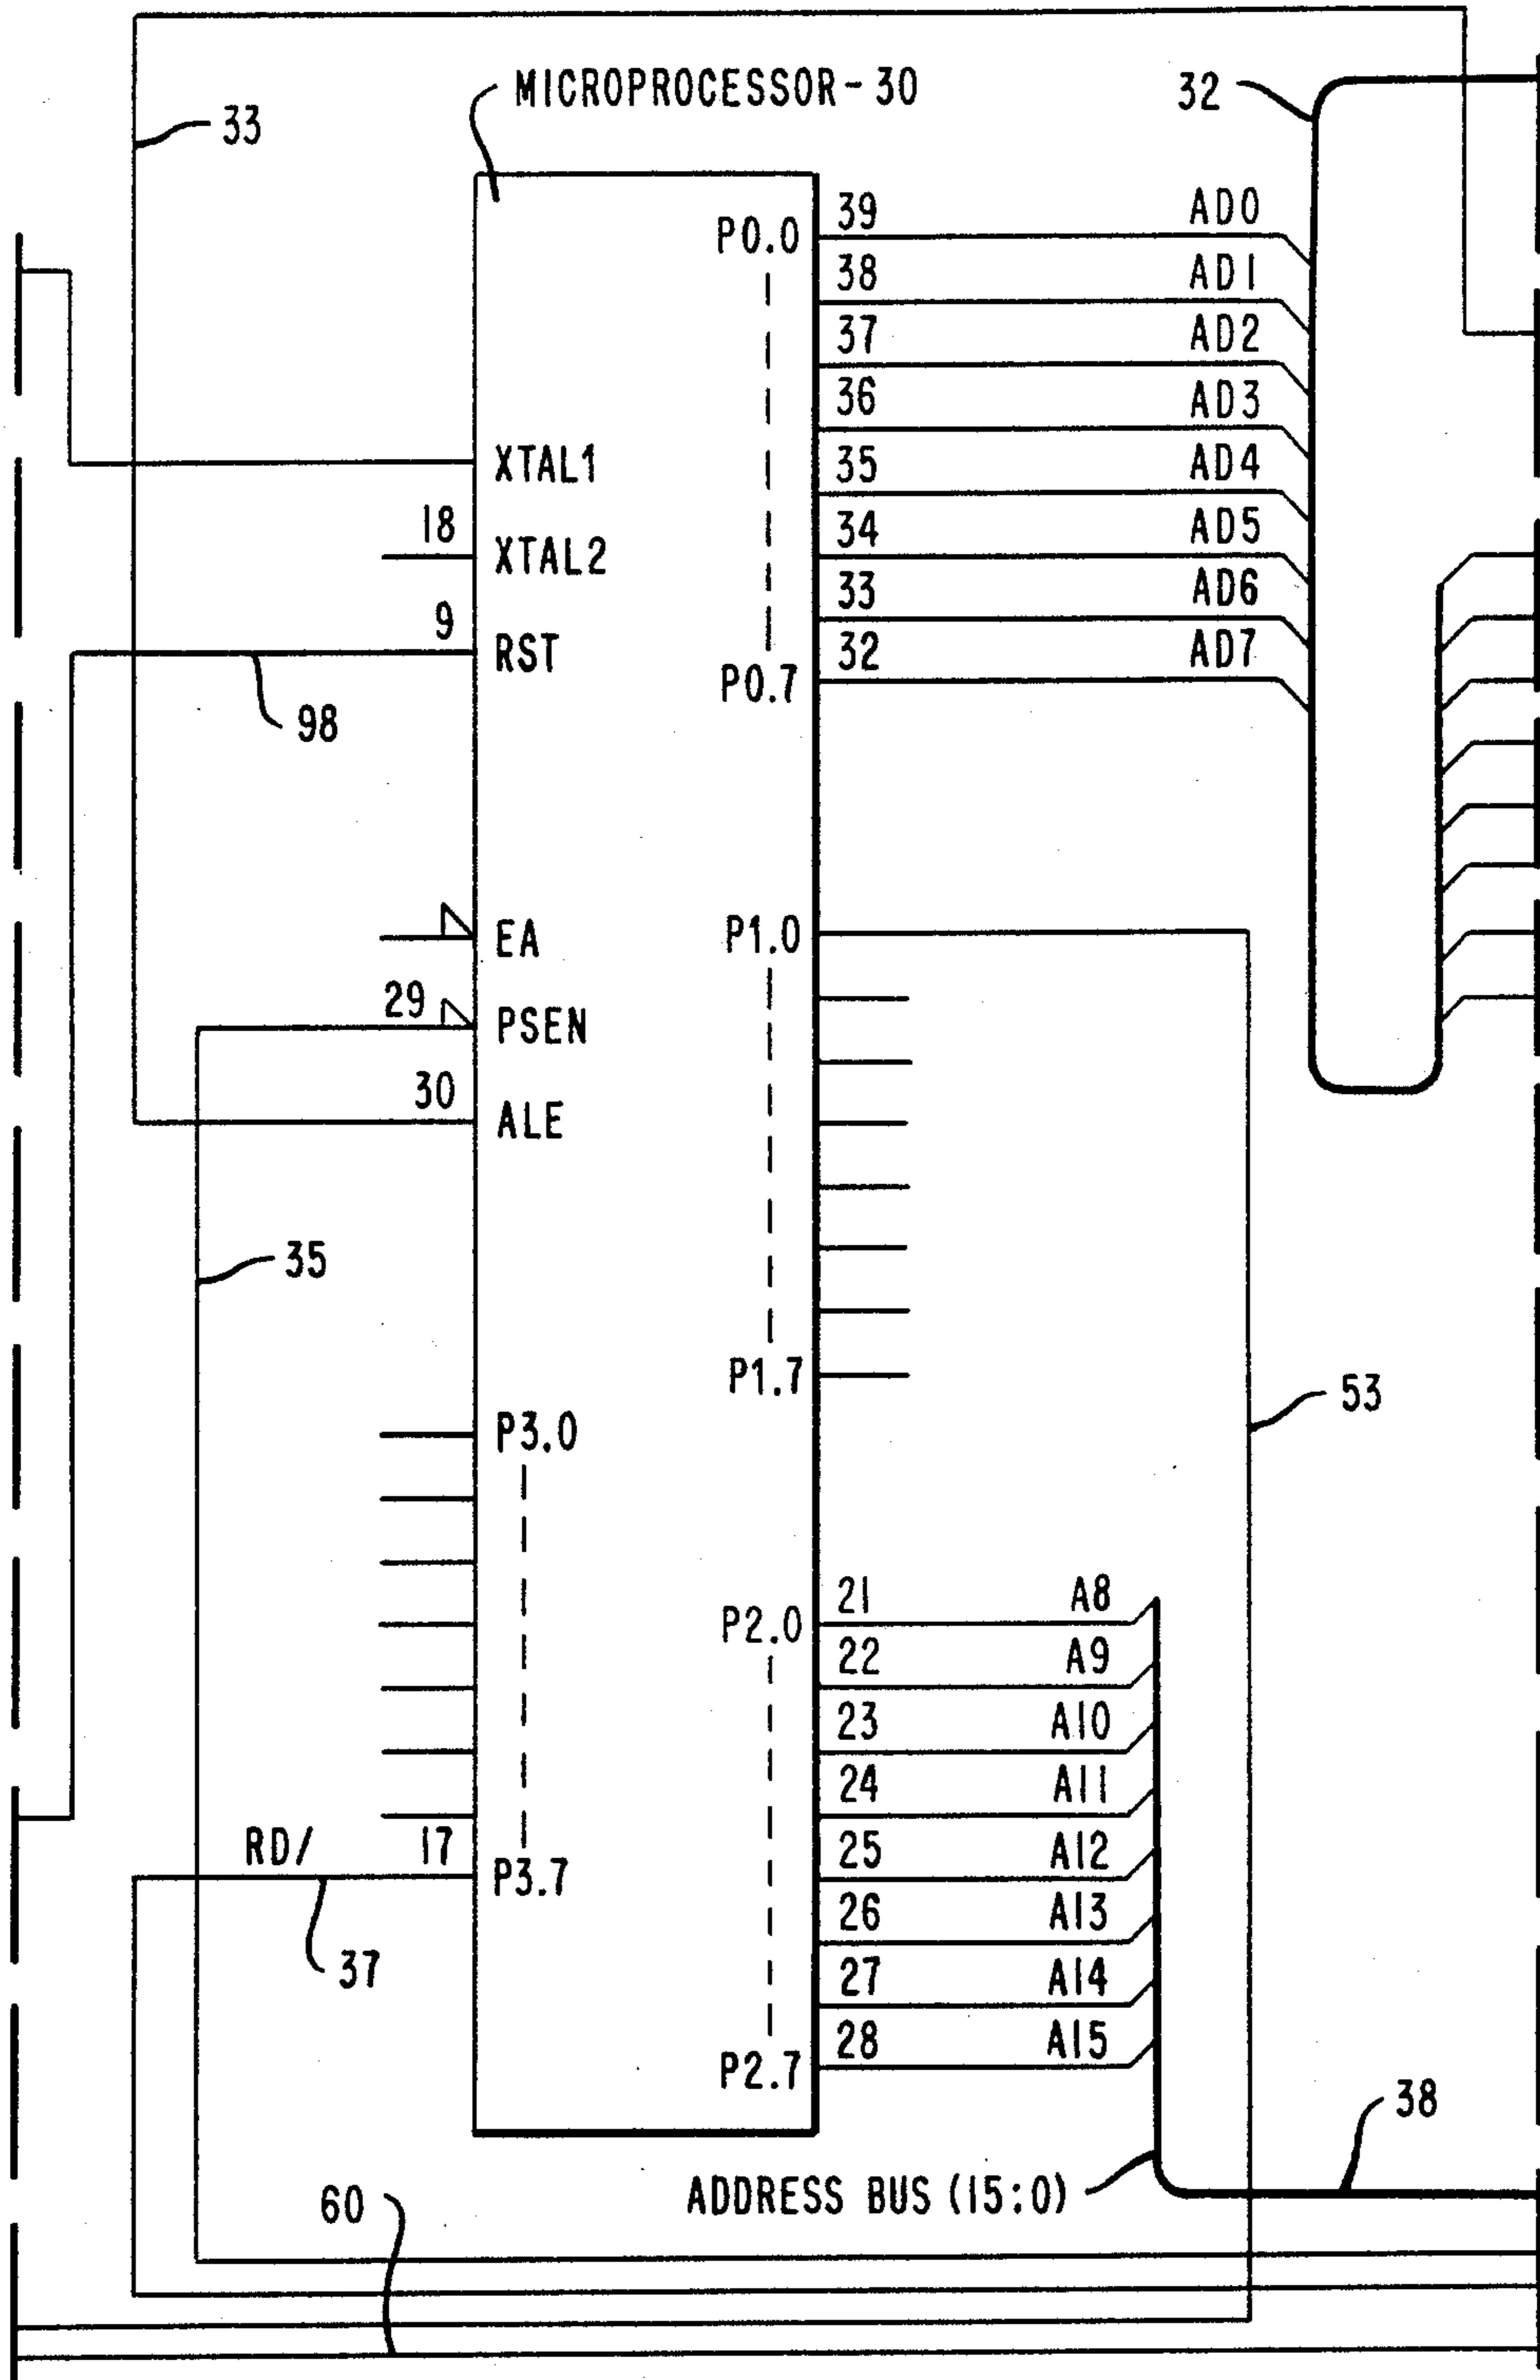 MICROPROCESSOR-30
32
33
P0.0 39 AD0
38 AD1
37 AD2
36 AD3
35 AD4
34 AD5
33 AD6
P0.7 32 AD7
XTAL1
18 XTAL2
9 RST
98
EA
P1.0
29 PSEN
30 ALE
35
P1.7
53
P3.0
P2.0 21 A8
22 A9
23 A10
24 A11
25 A12
26 A13
27 A14
P2.7 28 A15
RD/ 17 P3.7
37
38
ADDRESS BUS (15:0)
60